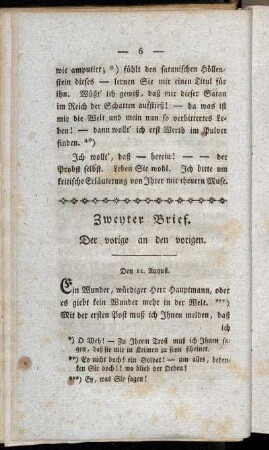 — 6 —
wie amputirt; *) fühlt den satanischen Höllen-
stein dieses — lernen Sie mir einen Titul für
ihn. Wüßt' ich gewiß, daß mir dieser Satan
im Reich der Schatten aufstieß! — ha was ist
mir die Welt und mein nun so verbittertes Le-
ben! — dann wollt' ich erst Werth im Pulver
finden. **)
Ich wollt', daß — herein! — — — der
Probst selbst. Leben Sie wohl. Ich bitte um
kritische Erläuterung von Ihrer mir theuern Muse.
Zweyter Brief.
Der vorige an den vorigen.
Den 11. August.
Ein Wunder, würdiger Herr Hauptmann, oder
es giebt kein Wunder mehr in der Welt. ***)
Mit der ersten Post muß ich Ihnen melden, daß
ich
*) O Weh! — Zu Ihrem Trost muß ich Ihnen sa-
gen, daß sie mir in Keimen zu seyn scheinet.
**) Ey nicht doch! ein Soldat! — um alles, beden-
ken Sie doch!! wo blieb der Orden?
***) Ey, was Sie sagen!